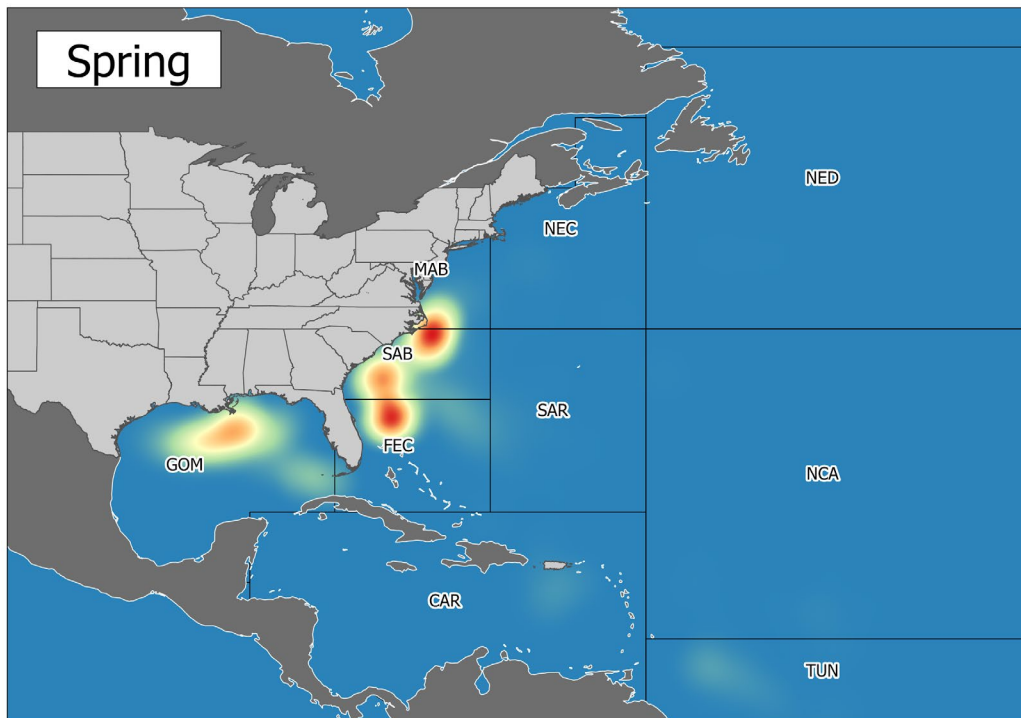 Spring
NED
NEC
MAB
SAB
SAR
FEC
GOM
NCA
CAR
TUN